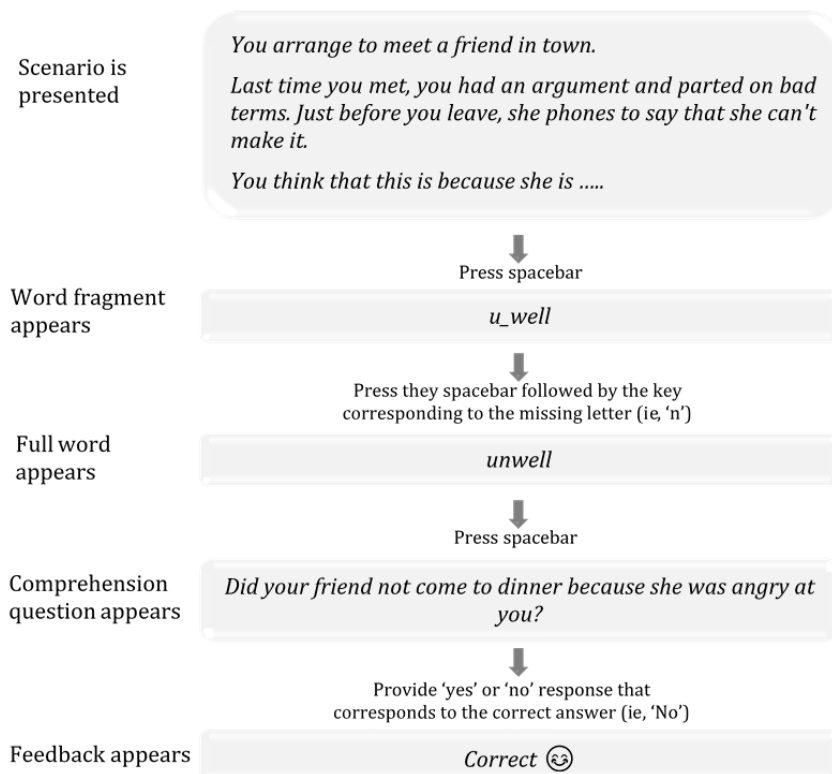 Scenario is
presented
You arrange to meet a friend in town.
Last time you met, you had an argument and parted on bad
terms. Just before you leave, she phones to say that she can't
make it.
You think that this is because she is .....
Press spacebar
Word fragment
appears
u_well
Press they spacebar followed by the key
corresponding to the missing letter (ie, ‘n’)
Full word
appears
unwell
Press spacebar
Comprehension
question appears
Did your friend not come to dinner because she was angry at
you?
Provide ‘yes’ or ‘no’ response that
corresponds to the correct answer (ie, ‘No’)
Feedback appears
Correct